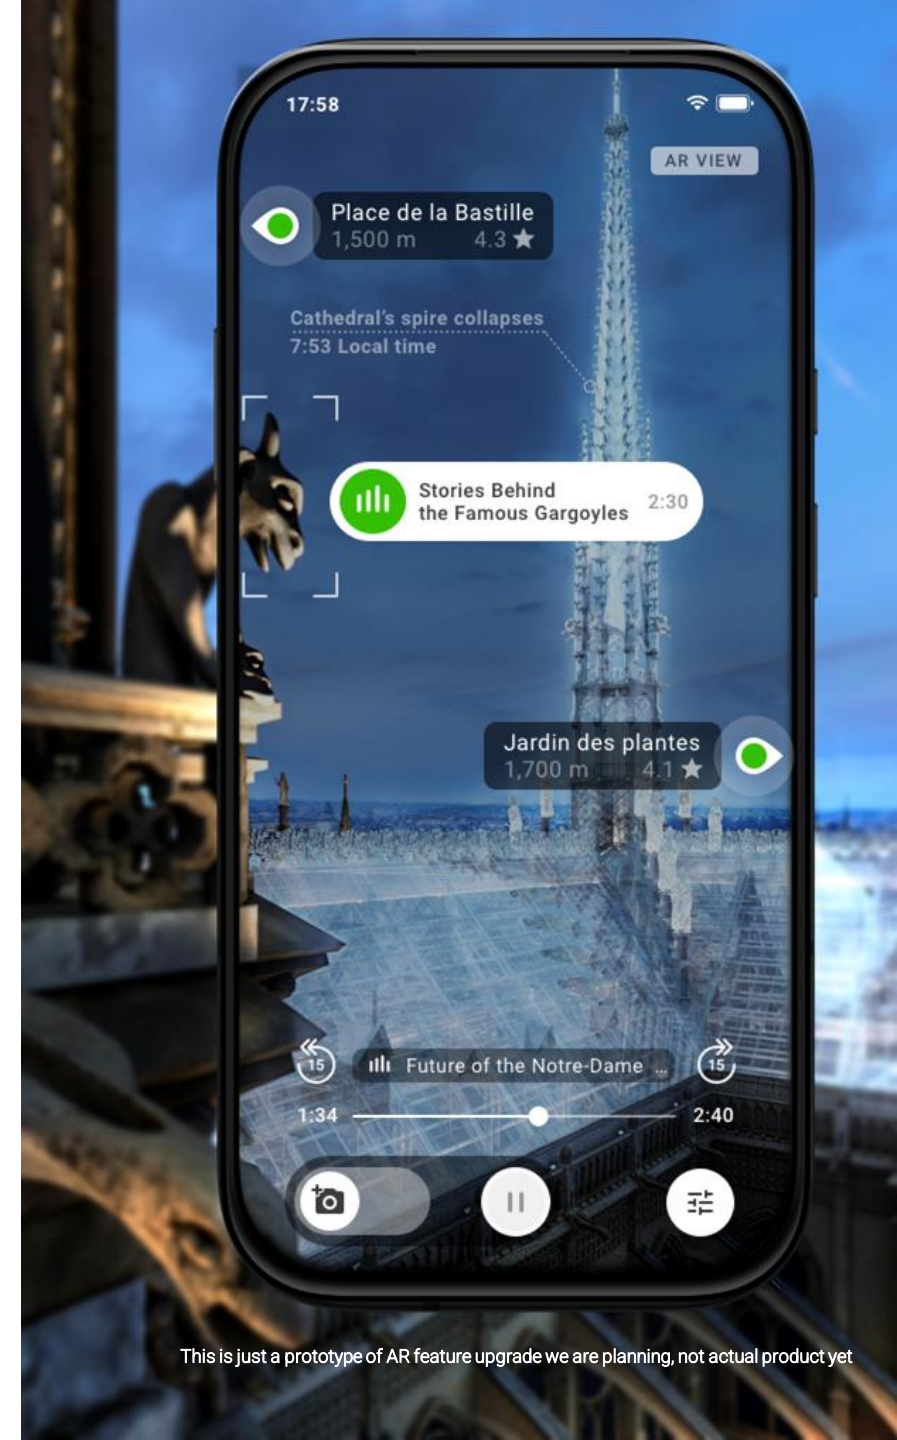 17:58
AR VIEW
Place de la Bastille
1,500 m 4.3
Cathedral's spire collapses
7:53 Local time
Stories Behind
the Famous Gargoyles
2:30
Jardin des plantes
1,700 m 4.1
15
Future of the Notre-Dame ...
15
1:34
2:40
This is just a prototype of AR feature upgrade we are planning, not actual product yet